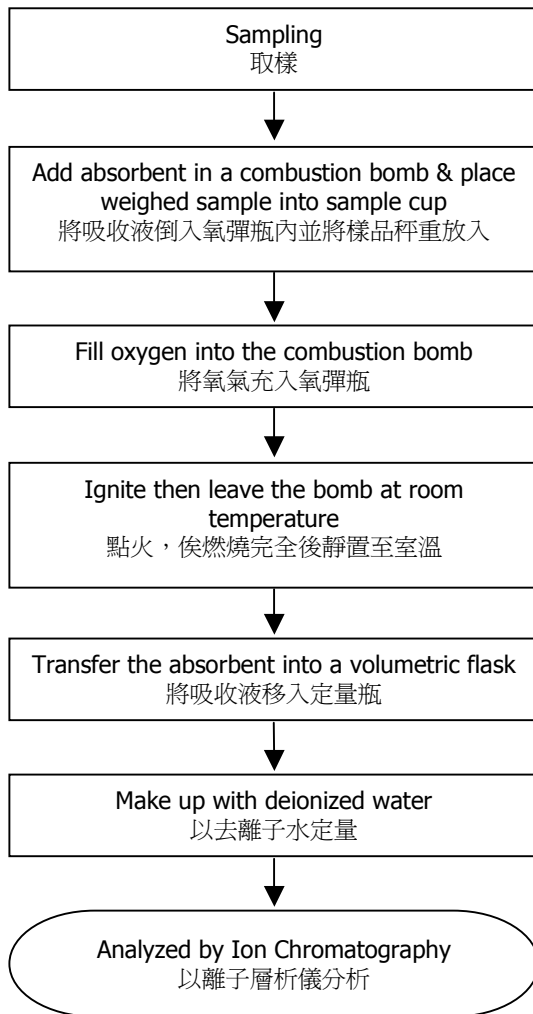 Sampling
取樣
Add absorbent in a combustion bomb & place
weighed sample into sample cup
將吸收液倒入氧彈瓶內並將樣品秤重放入
Fill oxygen into the combustion bomb
將氧氣充入氧彈瓶
Ignite then leave the bomb at room
temperature
點火，俟燃燒完全後靜置至室溫
Transfer the absorbent into a volumetric flask
將吸收液移入定量瓶
Make up with deionized water
以去離子水定量
Analyzed by Ion Chromatography
以離子層析儀分析